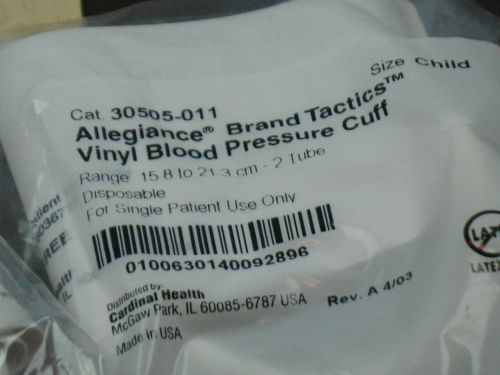 Size Child
Cat. 30505-011
Allegiance® Brand Tactics™
Vinyl Blood Pressure Cuff
Range 15.8 to 21.3 cm - 2 Tube
Disposable
For Single Patient Use Only
0100630140092896
Distributed by
Cardinal Health
McGaw Park, IL 60085-6787 USA
Made in USA
Rev. A 4/03